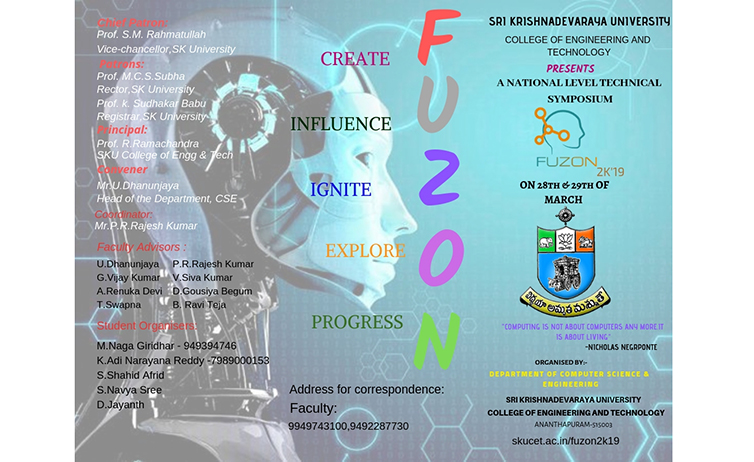 Chief Patron:
Prof. S.M. Rahmatullah
Vice-chancellor,SK University
Patrons:
Prof. M.C.S.Subha
Rector,SK University
Prof. k. Sudhakar Babu
Registrar,SK University
Principal:
Prof. R.Ramachandra
SKU College of Engg & Tech
Convener
Mr.U.Dhanunjaya
Head of the Department, CSE
Coordinator:
Mr.P.R.Rajesh Kumar
Faculty Advisors :
U.Dhanunjaya P.R.Rajesh Kumar
G.Vijay Kumar V.Siva Kumar
A.Renuka Devi D.Gousiya Begum
T.Swapna B. Ravi Teja
Student Organisers:
M.Naga Giridhar - 949394746
K.Adi Narayana Reddy -7989000153
S.Shahid Afrid
S.Navya Sree
D.Jayanth
CREATE
INFLUENCE
IGNITE
EXPLORE
PROGRESS
Address for correspondence:
Faculty:
9949743100,9492287730
F
U
Z
O
N
SRI KRISHNADEVARAYA UNIVERSITY
COLLEGE OF ENGINEERING AND
TECHNOLOGY
PRESENTS
A NATIONAL LEVEL TECHNICAL
SYMPOSIUM
FUZON
2K'19
ON 28TH & 29TH OF
MARCH
విద్యయా అమృతమశ్నుతే
"COMPUTING IS NOT ABOUT COMPUTERS ANY MORE IT
IS ABOUT LIVING"
-NICHOLAS NEGRPONTE
ORGANISED BY:-
DEPARTMENT OF COMPUTER SCIENCE &
ENGINEERING
SRI KRISHNADEVARAYA UNIVERSITY
COLLEGE OF ENGINEERING AND TECHNOLOGY
ANANTHAPURAM-515003
skucet.ac.in/fuzon2k19